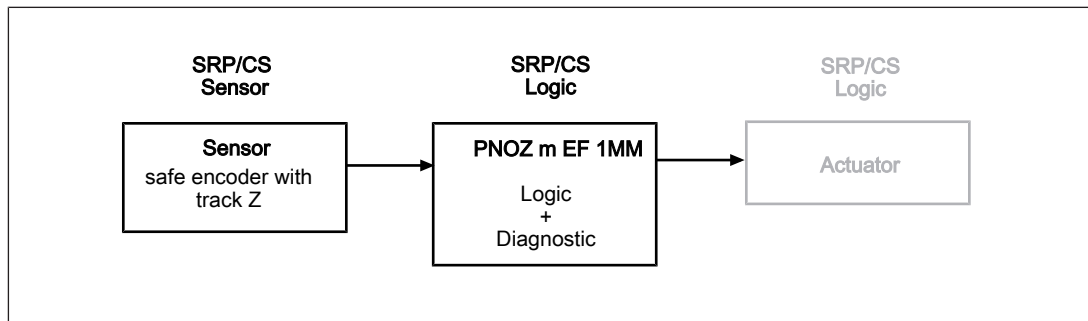 SRP/CS
Sensor
SRP/CS
Logic
SRP/CS
Logic
Sensor
safe encoder with
track Z
PNOZ m EF 1MM
Logic
+
Diagnostic
Actuator